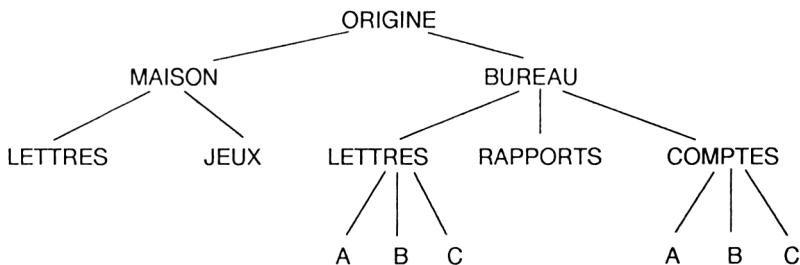 ORIGINE
MAISON BUREAU
LETTRES JEUX LETTRES RAPPORTS COMPTES
A B C A B C